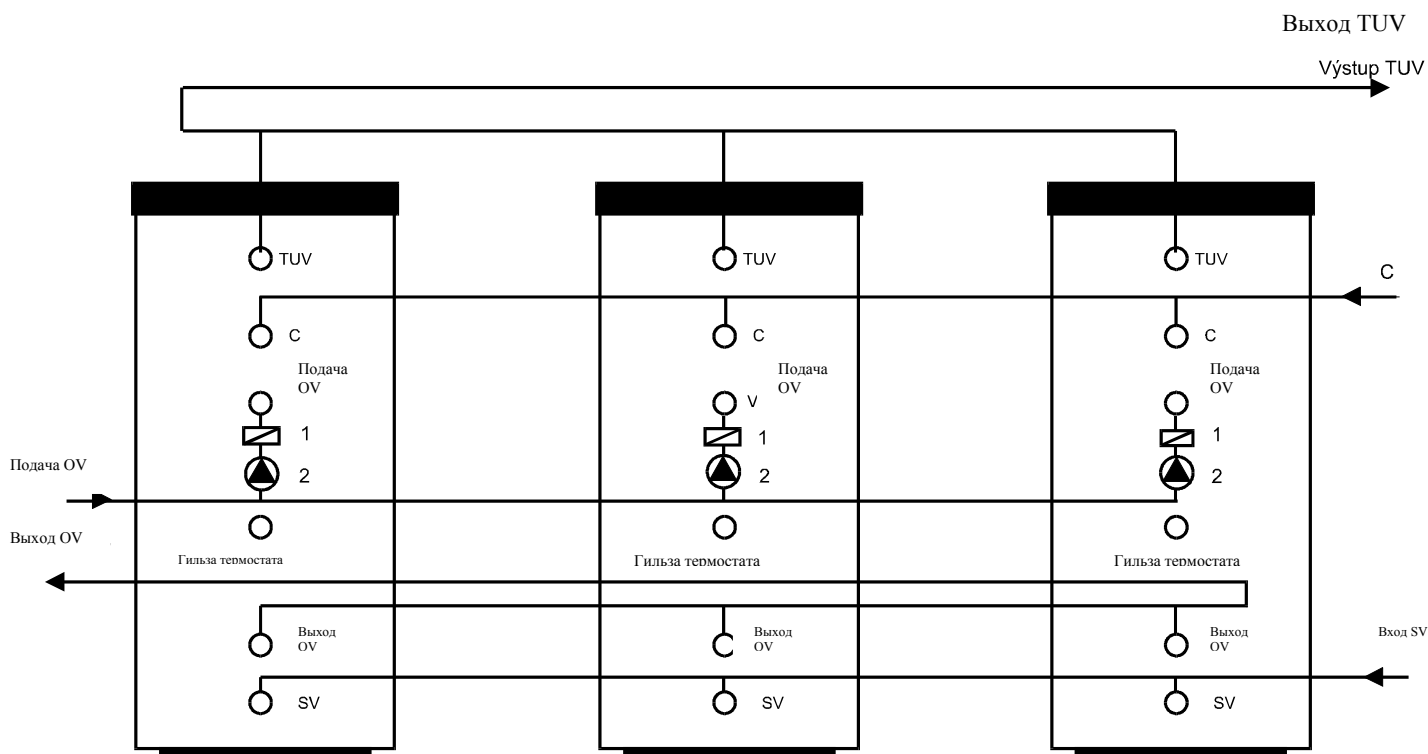 Выход TUV
Výstup TUV
TUV
TUV
TUV
C
C
C
C
Подача
OV
Подача
OV
Подача
OV
V
1
1
1
Подача OV
2
2
2
Выход OV
Гильза термостата
Гильза термостата
Гильза термостата
Выход
OV
Выход
OV
Выход
OV
Вход SV
SV
SV
SV